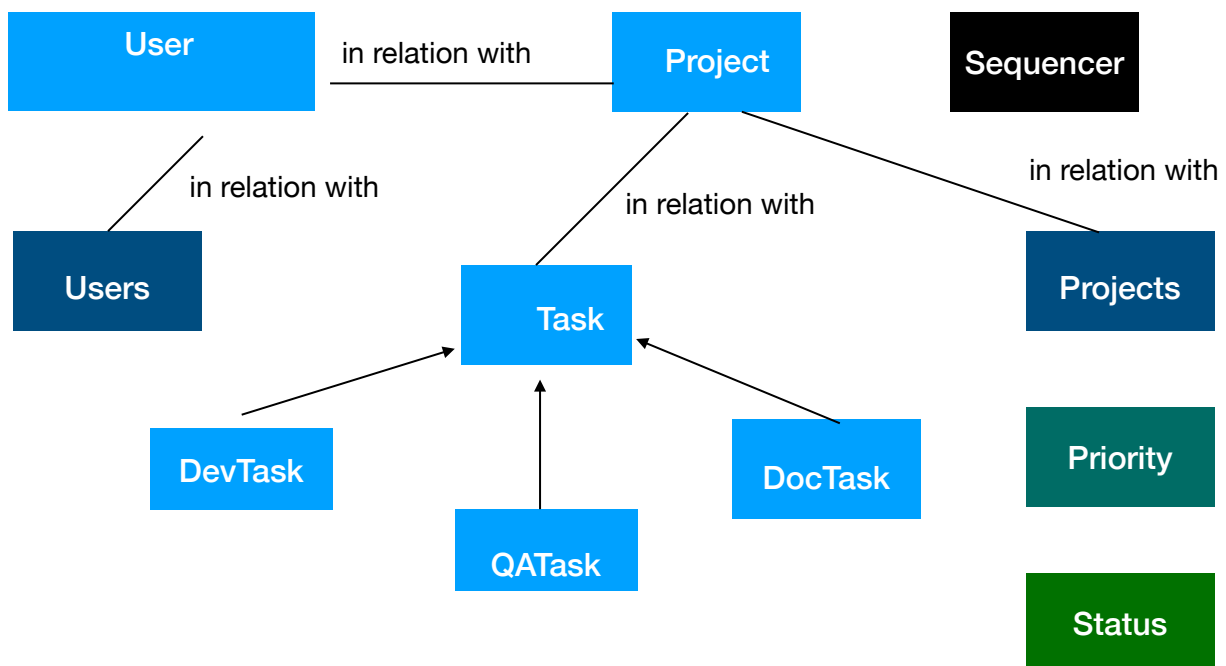 User
in relation with
Project
Sequencer
in relation with
in relation with
in relation with
Users
Task
Projects
DevTask
QATask
DocTask
Priority
Status